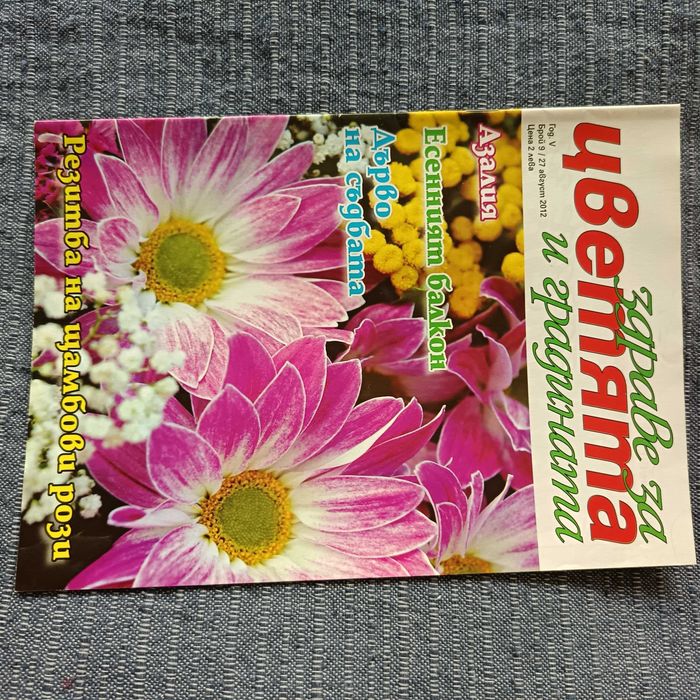 здраве за
цветята
и градината
Год. V
Брой 9 / 27 август 2012
Цена 2 лева
Азалия
Есенният балкон
Дърво
на съдбата
Резитба на щамбови рози